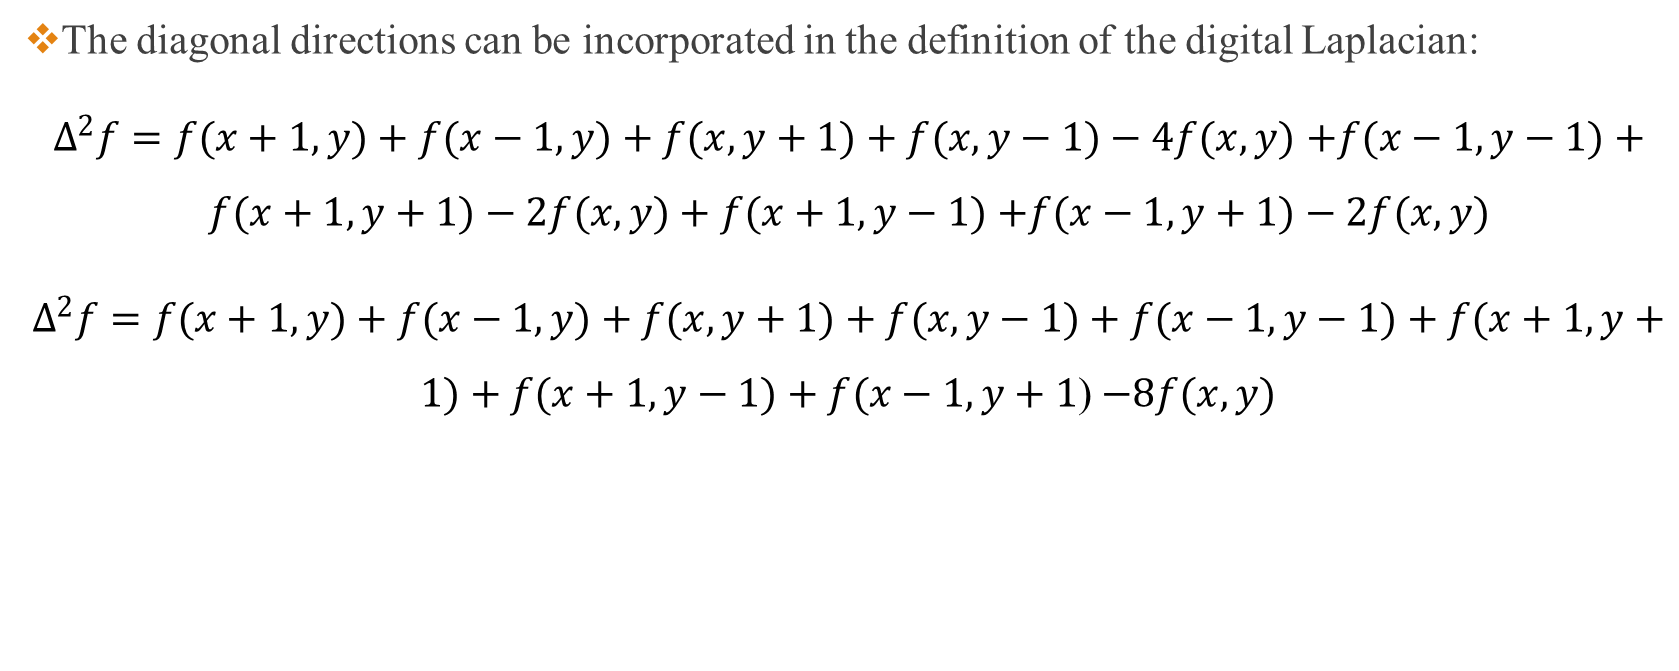 ❖The diagonal directions can be incorporated in the definition of the digital Laplacian:
Δ²f = f(x + 1, y) + f(x − 1, y) + f(x, y + 1) + f(x, y − 1) − 4f(x, y) +f(x − 1, y − 1) +
f(x + 1, y + 1) − 2f(x, y) + f(x + 1, y − 1) +f(x − 1, y + 1) − 2f(x, y)
Δ²f = f(x + 1, y) + f(x − 1, y) + f(x, y + 1) + f(x, y − 1) + f(x − 1, y − 1) + f(x + 1, y +
1) + f(x + 1, y − 1) + f(x − 1, y + 1) −8f(x, y)